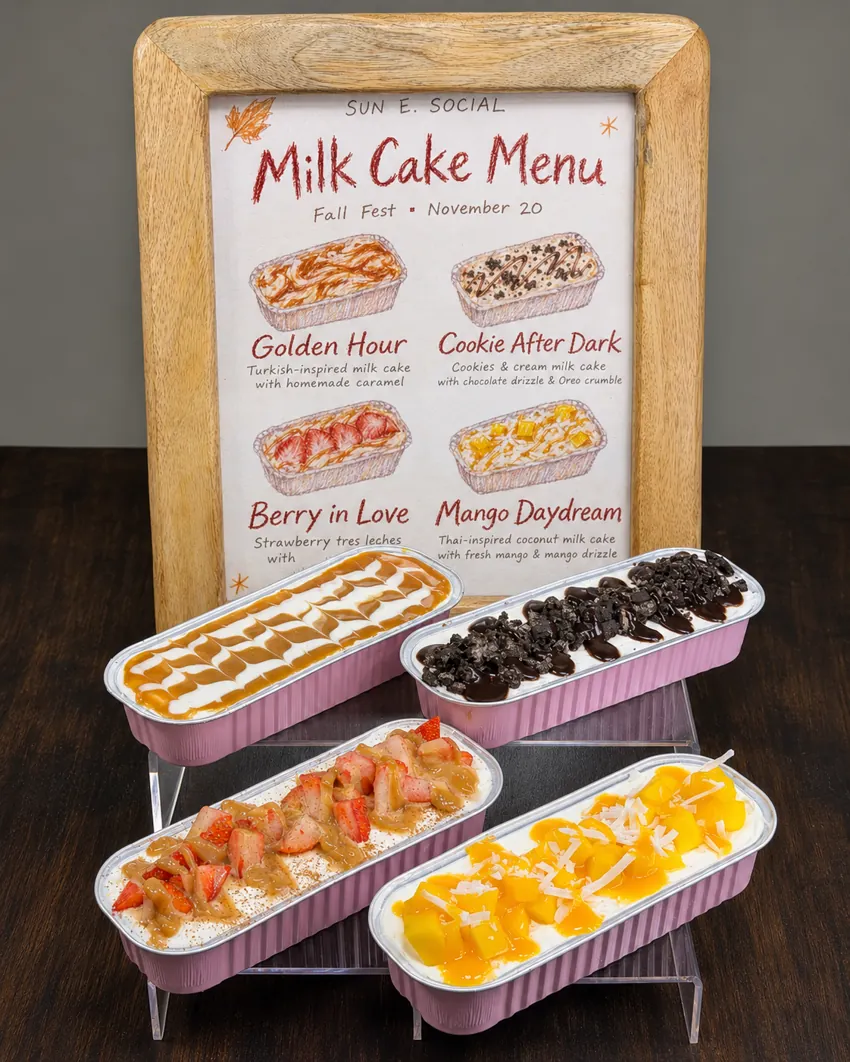 SUN E. SOCIAL
Milk Cake Menu
Fall Fest • November 20
Golden Hour
Turkish-inspired milk cake
with homemade caramel
Cookie After Dark
Cookies & cream milk cake
with chocolate drizzle & Oreo crumble
Berry in Love
Strawberry tres leches
with
Mango Daydream
Thai-inspired coconut milk cake
with fresh mango & mango drizzle